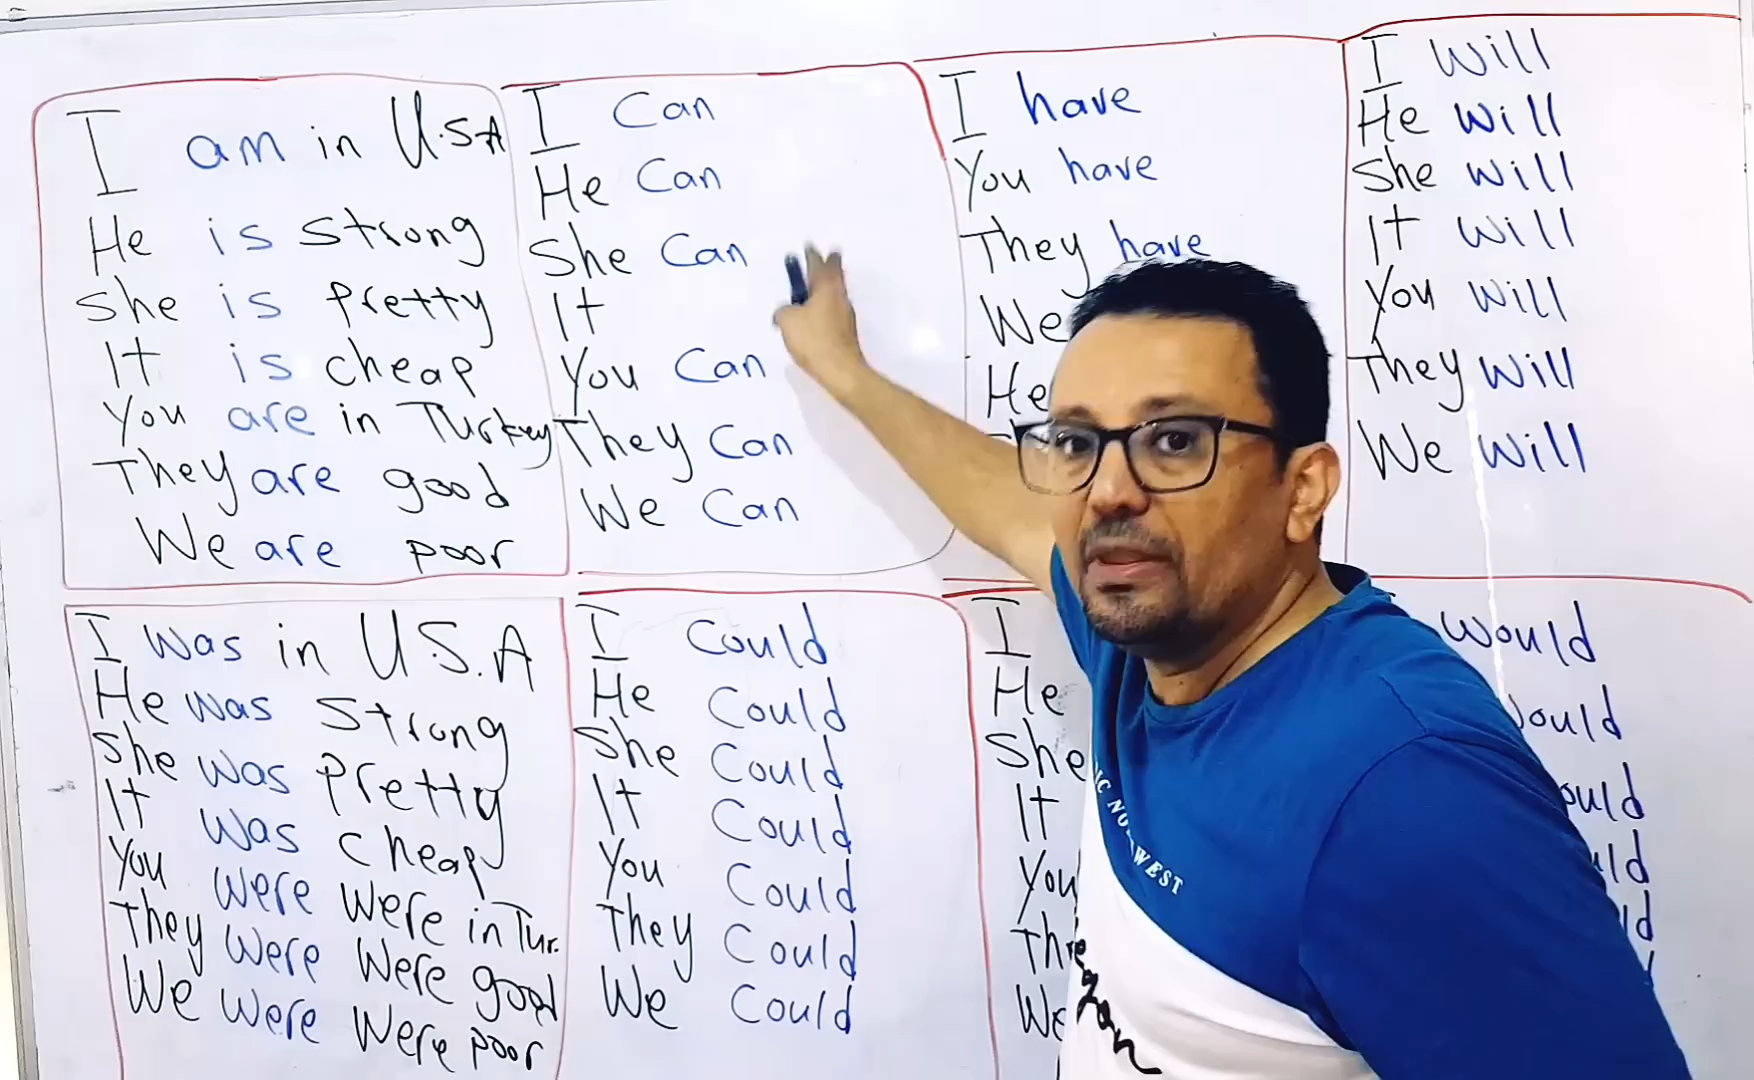 I am in U.S.A
He is strong
She is pretty
It is cheap
You are in Turkey
They are good
We are poor
I Can
He Can
She Can
It
You Can
They Can
We Can
I have
You have
They have
We
He
I will
He will
She will
It will
You will
They will
We will
I was in U.S.A
He was strong
She was pretty
It was cheap
You were were in Tur.
They were were good
We were were poor
I Could
He Could
She Could
It Could
You Could
They Could
We Could
I
He
She
It
You
We
would